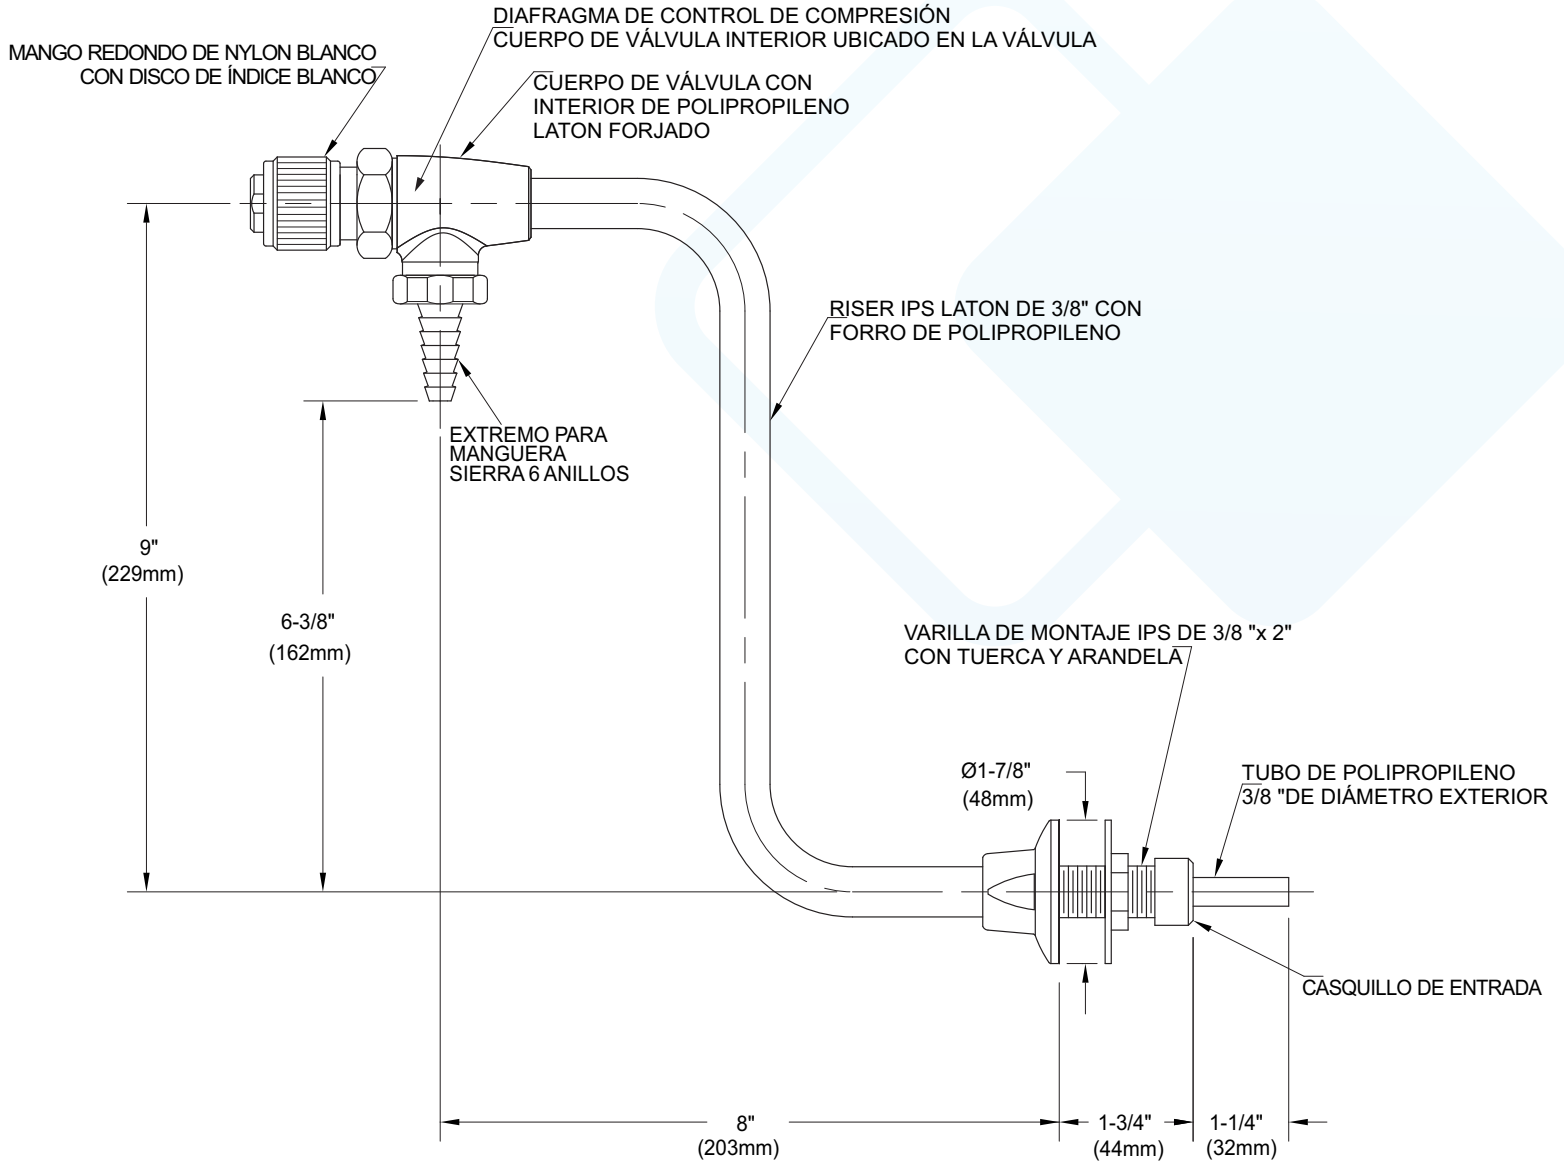 DIAFRAGMA DE CONTROL DE COMPRESIÓN
CUERPO DE VÁLVULA INTERIOR UBICADO EN LA VÁLVULA
MANGO REDONDO DE NYLON BLANCO
CON DISCO DE ÍNDICE BLANCO
CUERPO DE VÁLVULA CON
INTERIOR DE POLIPROPILENO
LATON FORJADO
RISER IPS LATON DE 3/8" CON
FORRO DE POLIPROPILENO
EXTREMO PARA
MANGUERA
SIERRA 6 ANILLOS
9"
(229mm)
6-3/8"
(162mm)
VARILLA DE MONTAJE IPS DE 3/8 "x 2"
CON TUERCA Y ARANDELA
Ø1-7/8"
(48mm)
TUBO DE POLIPROPILENO
3/8 "DE DIÁMETRO EXTERIOR
CASQUILLO DE ENTRADA
8"
(203mm)
1-3/4"
(44mm)
1-1/4"
(32mm)